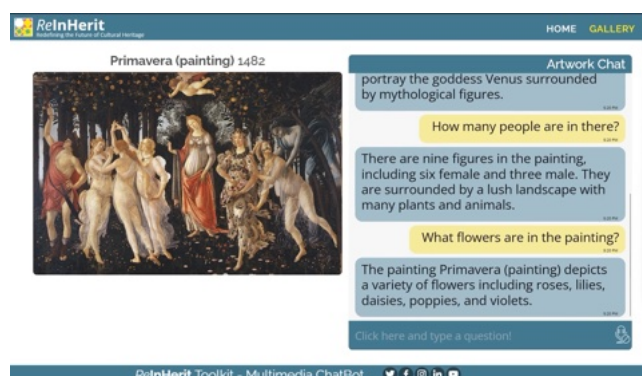 ReInHerit
Redefining the Future of Cultural Heritage
HOME
GALLERY
Primavera (painting) 1482
Artwork Chat
portray the goddess Venus surrounded
by mythological figures.
How many people are in there?
There are nine figures in the painting,
including six female and three male. They
are surrounded by a lush landscape with
many plants and animals.
What flowers are in the painting?
The painting Primavera (painting) depicts
a variety of flowers including roses, lilies,
daisies, poppies, and violets.
Click here and type a question!
ReInHerit Toolkit - Multimedia ChatBot